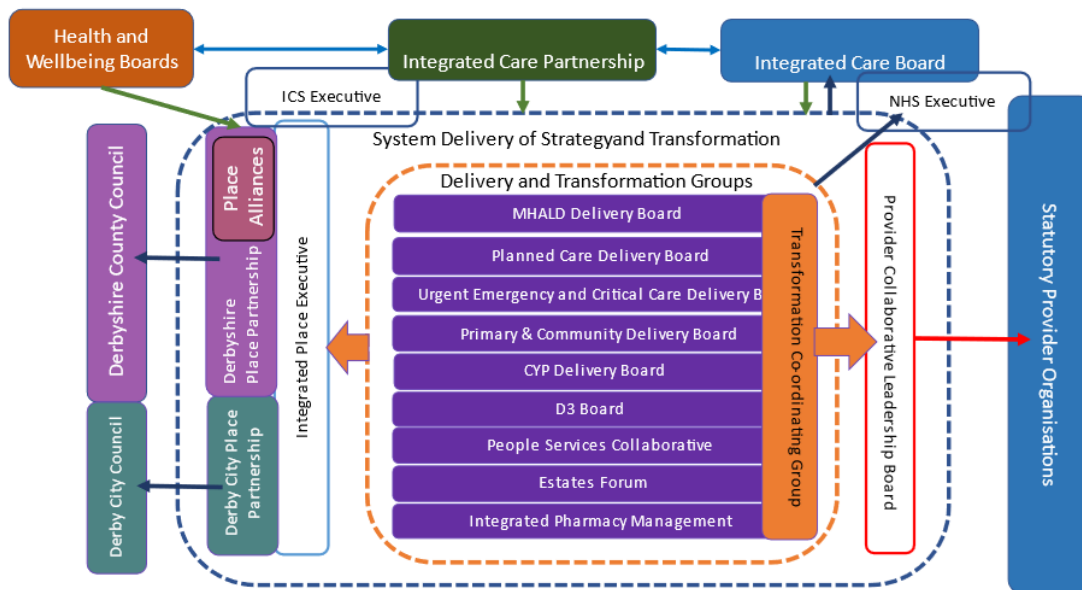 Health and
Wellbeing Boards
Integrated Care Partnership
Integrated Care Board
ICS Executive
NHS Executive
System Delivery of Strategyand Transformation
Delivery and Transformation Groups
MHALD Delivery Board
Planned Care Delivery Board
Urgent Emergency and Critical Care Delivery B
Primary & Community Delivery Board
CYP Delivery Board
D3 Board
People Services Collaborative
Estates Forum
Integrated Pharmacy Management
Transformation Co-ordinating Group
Provider Collaborative Leadership Board
Statutory Provider Organisations
Integrated Place Executive
Place
Alliances
Derbyshire
Place Partnership
Derby City Place
Partnership
Derbyshire County Council
Derby City Council